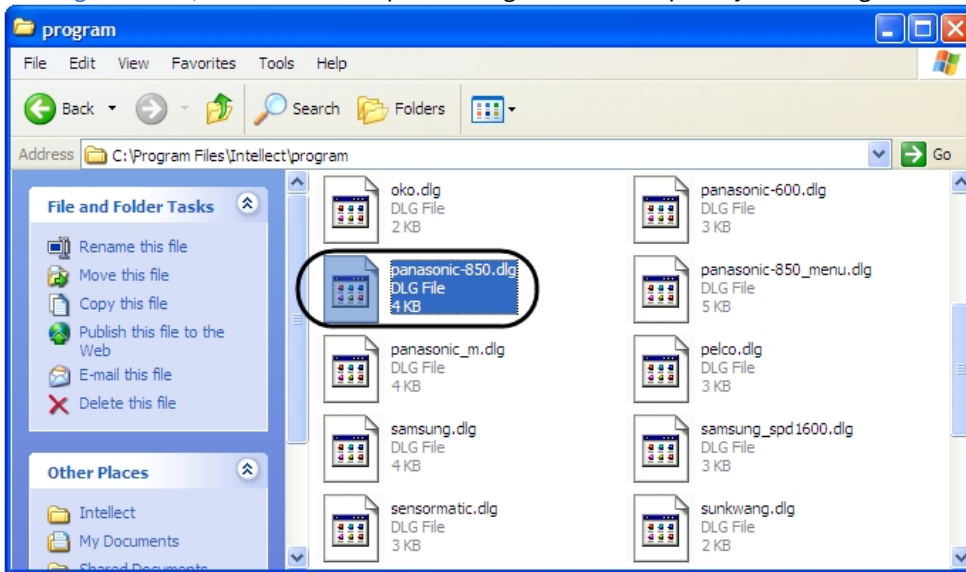 program
File Edit View Favorites Tools Help
Back Search Folders
Address C:\Program Files\Intellect\program Go
File and Folder Tasks
Rename this file
Move this file
Copy this file
Publish this file to the
Web
E-mail this file
Delete this file
Other Places
Intellect
My Documents
Shared Documents
oko.dlg
DLG File
2 KB
panasonic-600.dlg
DLG File
3 KB
panasonic-850.dlg
DLG File
4 KB
panasonic-850_menu.dlg
DLG File
5 KB
panasonic_m.dlg
DLG File
4 KB
pelco.dlg
DLG File
3 KB
samsung.dlg
DLG File
4 KB
samsung_spd1600.dlg
DLG File
3 KB
sensormatic.dlg
DLG File
3 KB
sunkwang.dlg
DLG File
2 KB